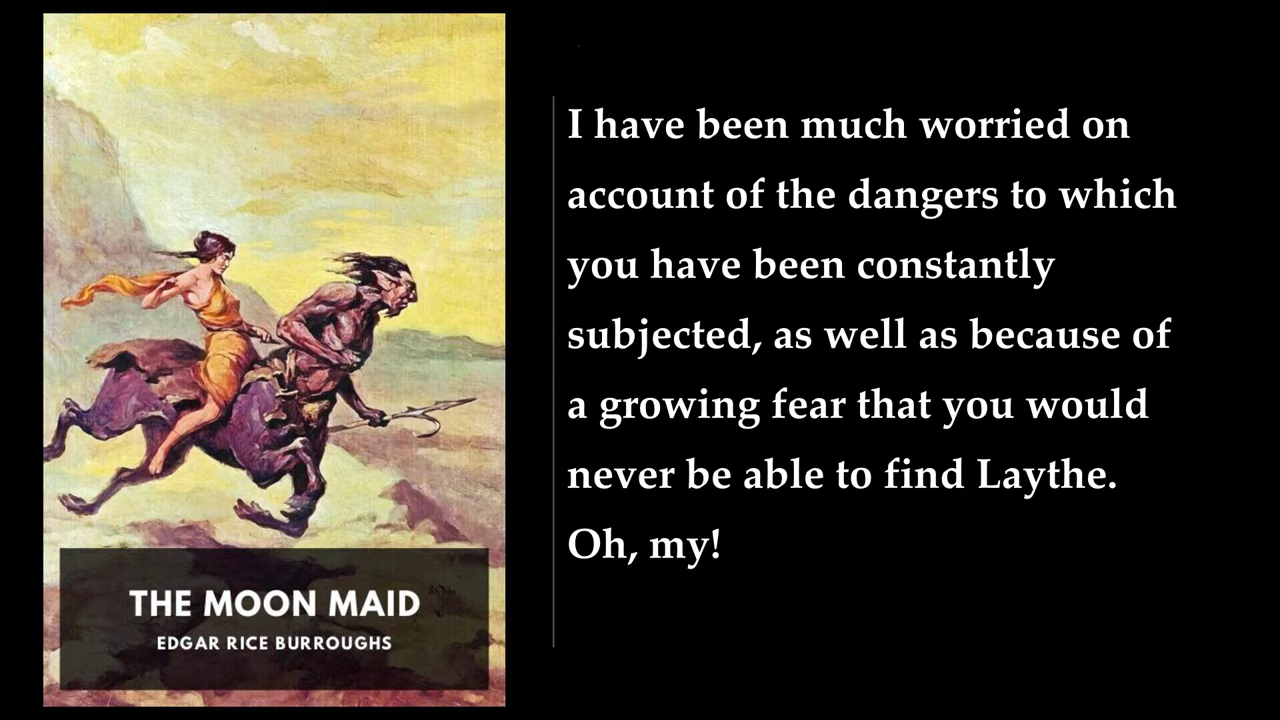 THE MOON MAID
EDGAR RICE BURROUGHS
I have been much worried on
account of the dangers to which
you have been constantly
subjected, as well as because of
a growing fear that you would
never be able to find Laythe.
Oh, my!